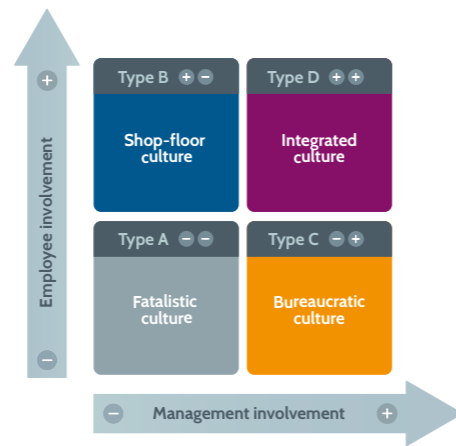 +
Employee involvement
−
Type B + −
Shop-floor
culture
Type D + +
Integrated
culture
Type A − −
Fatalistic
culture
Type C − +
Bureaucratic
culture
− Management involvement +